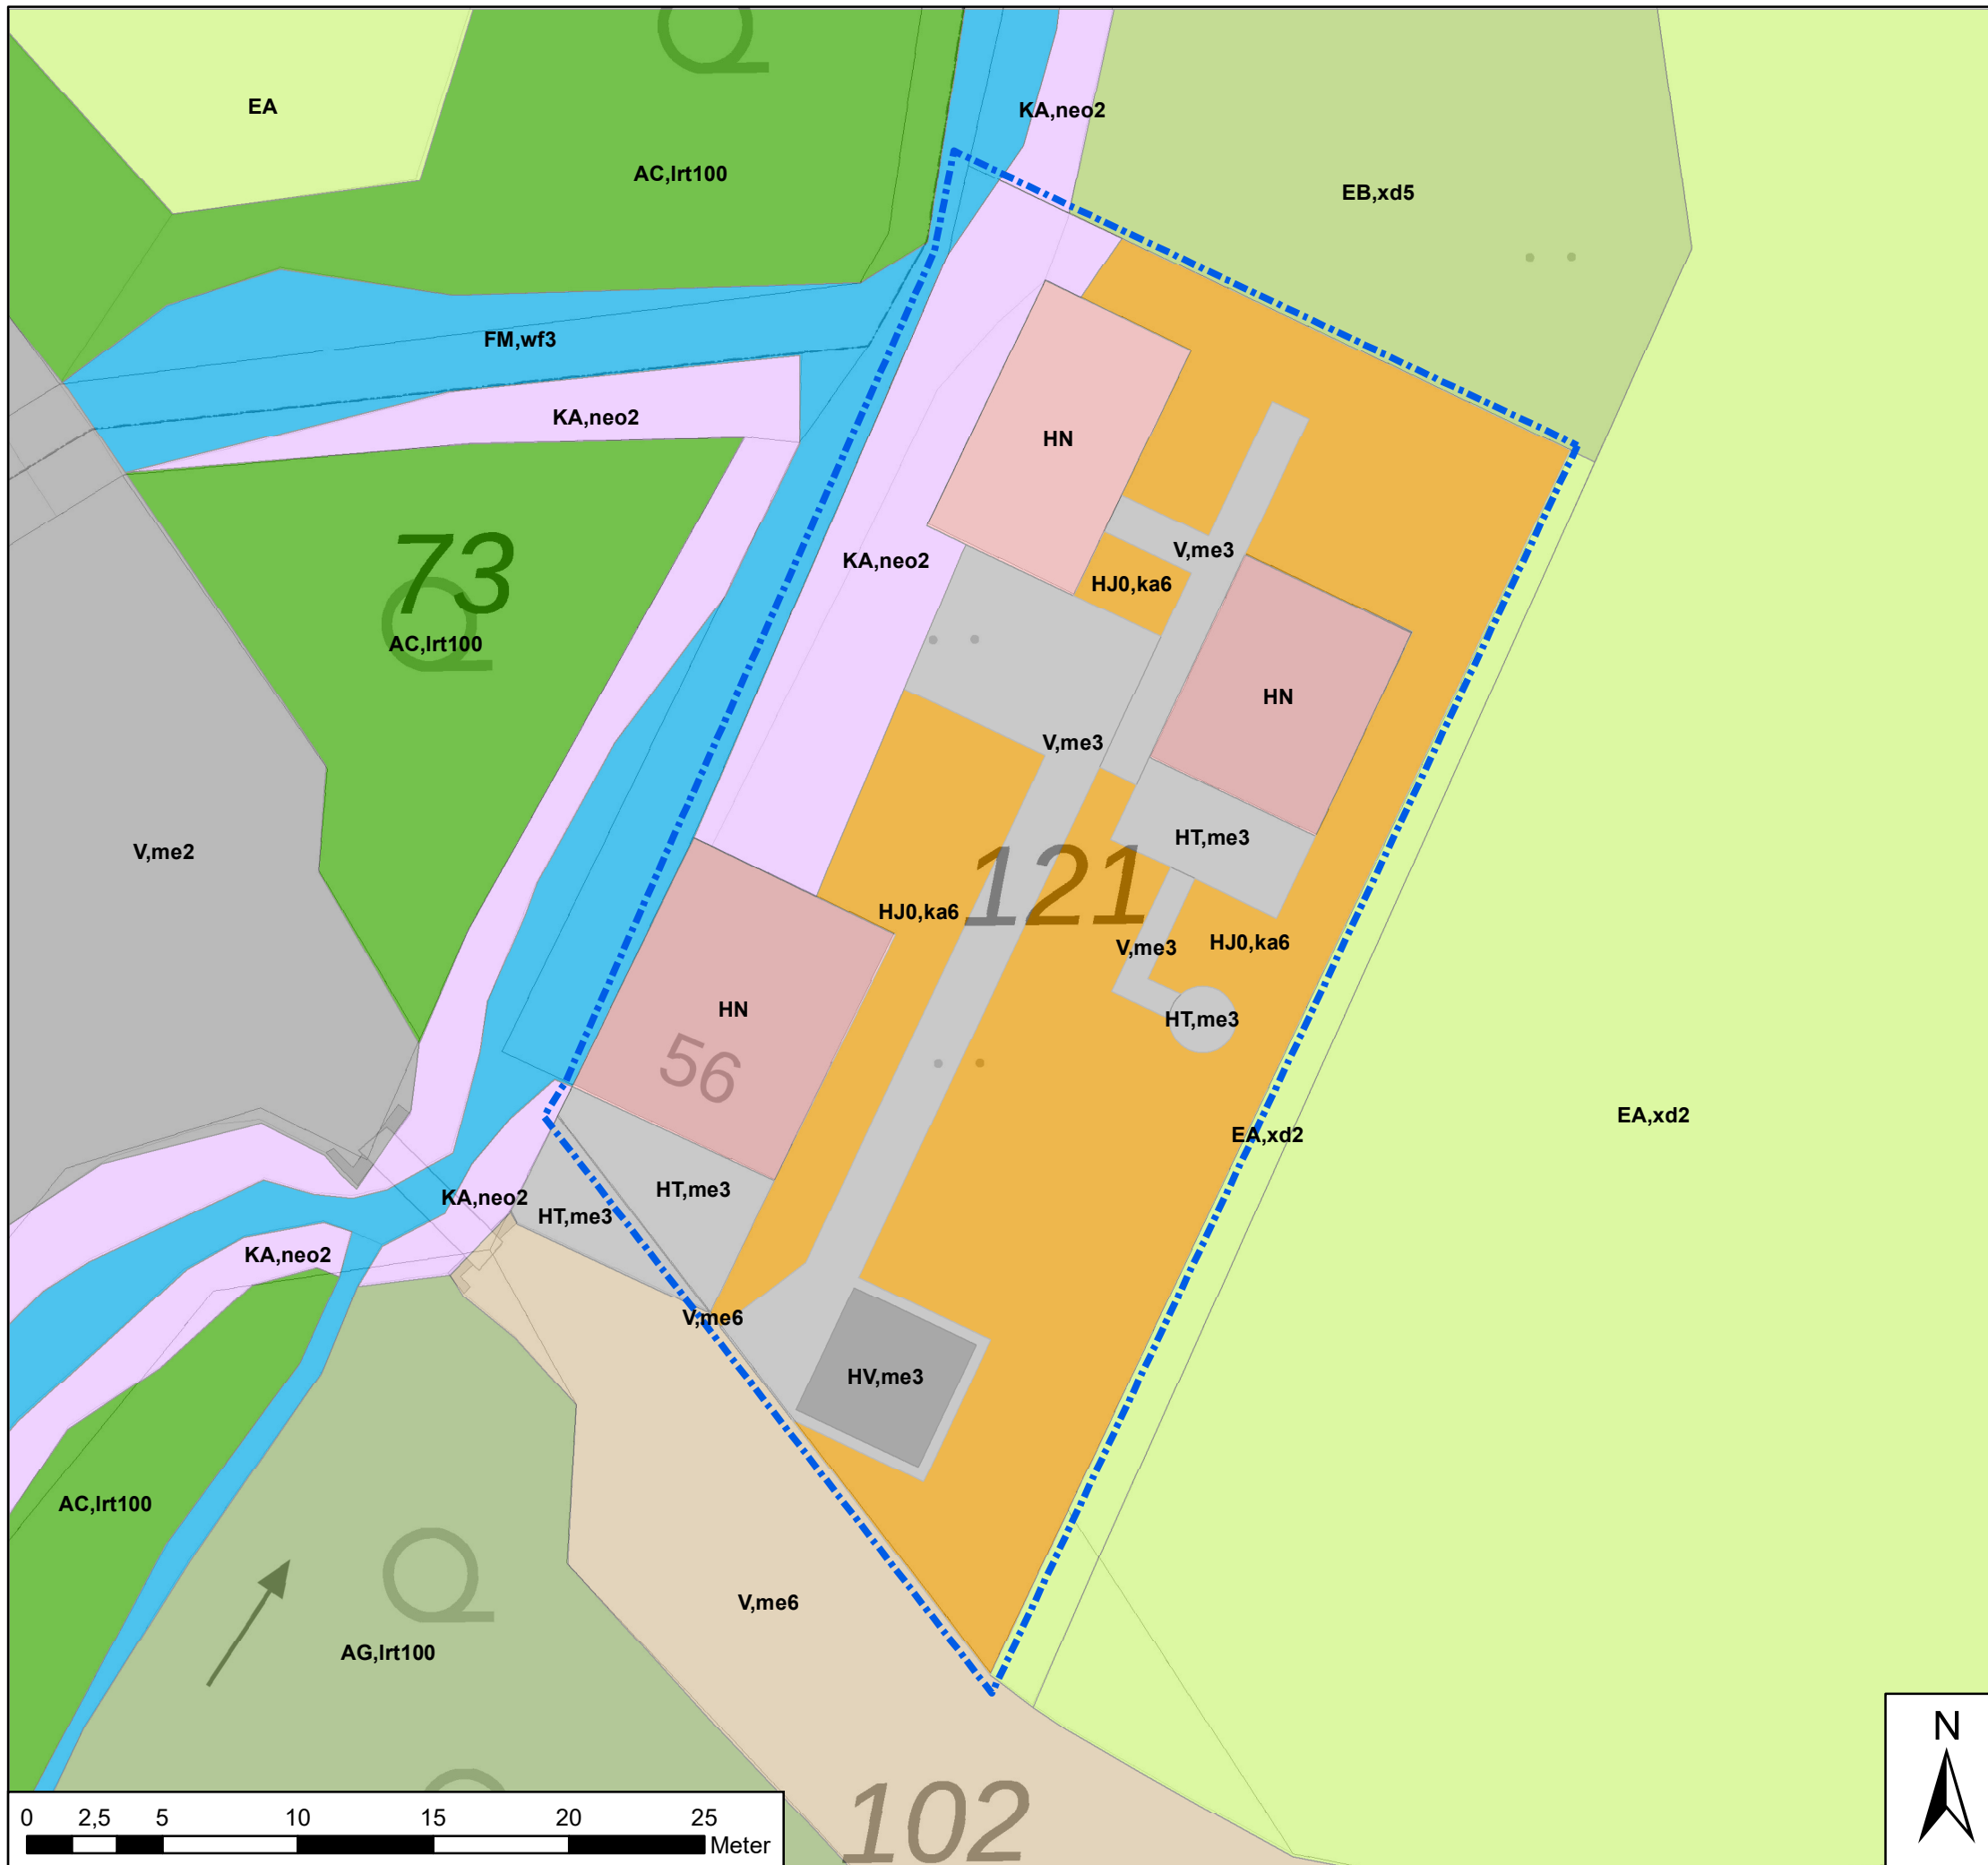 EA
KA,neo2
AC,lrt100
EB,xd5
FM,wf3
KA,neo2
HN
V,me3
KA,neo2
HJ0,ka6
73
AC,lrt100
HN
V,me3
HT,me3
V,me2
121
HJ0,ka6
HJ0,ka6
V,me3
HN
56
HT,me3
EA,xd2
EA,xd2
HT,me3
KA,neo2
HT,me3
KA,neo2
V,me6
HV,me3
AC,lrt100
V,me6
AG,lrt100
N
102
0 2,5 5 10 15 20 25
Meter